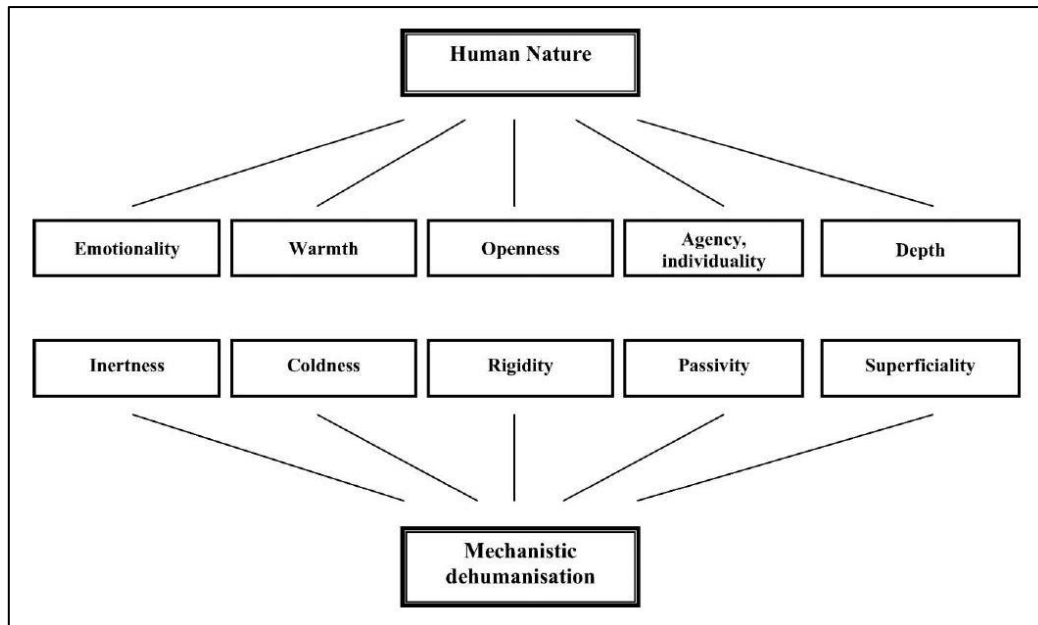 Human Nature
Emotionality
Warmth
Openness
Agency,
individuality
Depth
Inertness
Coldness
Rigidity
Passivity
Superficiality
Mechanistic
dehumanisation